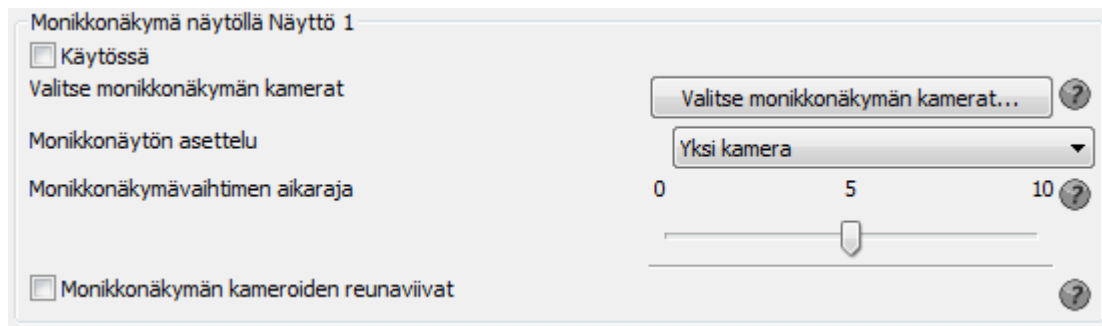 Monikkonäkymä näytöllä Näyttö 1
Käytössä
Valitse monikkonäkymän kamerat Valitse monikkonäkymän kamerat... ?
Monikkonäytön asettelu Yksi kamera
Monikkonäkymävaihtimen aikaraja 0 5 10 ?
Monikkonäkymän kameroiden reunaviivat ?